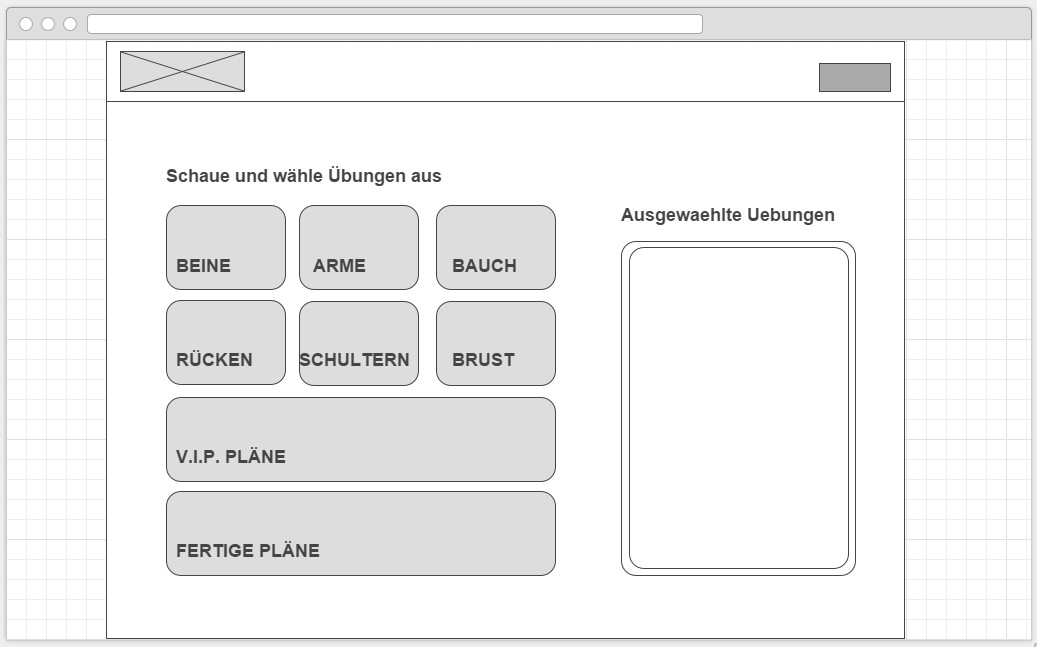 Schaue und wähle Übungen aus
Ausgewaehlte Uebungen
BEINE
ARME
BAUCH
RÜCKEN
SCHULTERN
BRUST
V.I.P. PLÄNE
FERTIGE PLÄNE